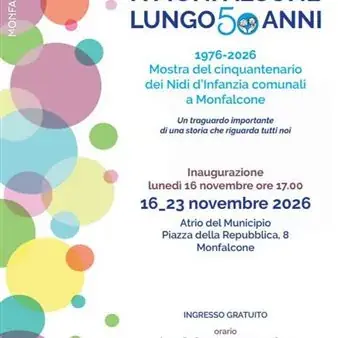 MONFA
LUNGO 50 ANNI
1976-2026
Mostra del cinquantenario
dei Nidi d'Infanzia comunali
a Monfalcone
Un traguardo importante
di una storia che riguarda tutti noi
Inaugurazione
lunedì 16 novembre ore 17.00
16_23 novembre 2026
Atrio del Municipio
Piazza della Repubblica, 8
Monfalcone
INGRESSO GRATUITO
orario